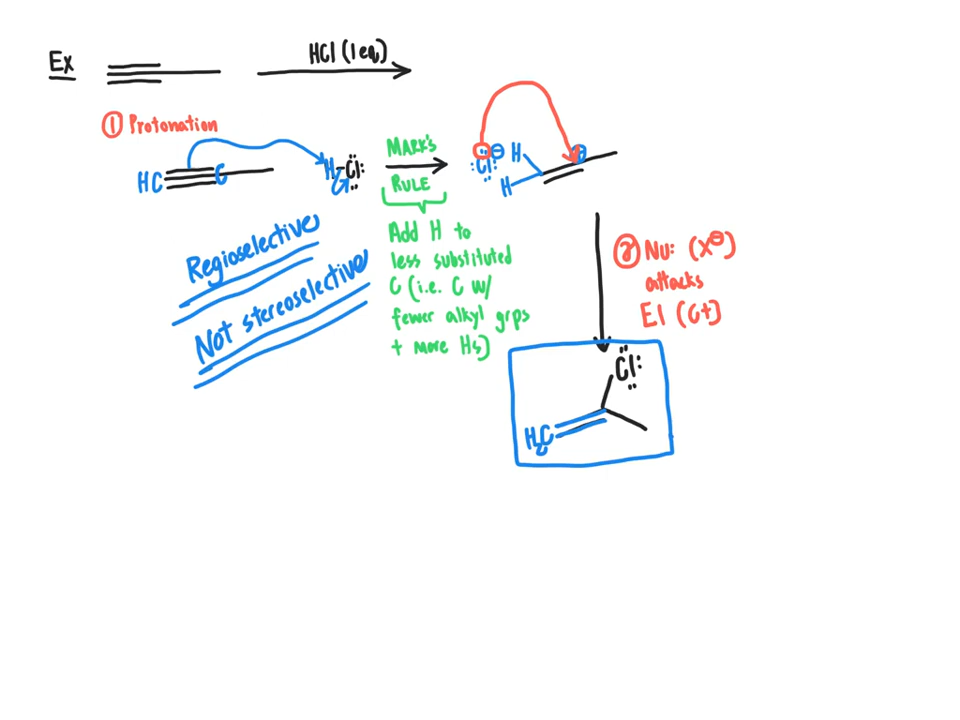 Ex
HCl (1 eq)
① Protonation
HC≡C
H-Cl:
MARK'S
RULE
:Cl:⊖
H
H
⊕
Add H to
less substituted
C (i.e. C w/
fewer alkyl grps
+ more Hs)
Regioselective
Not stereoselective
② Nu: (X⊖)
attacks
El (C+)
Cl:
H₂C